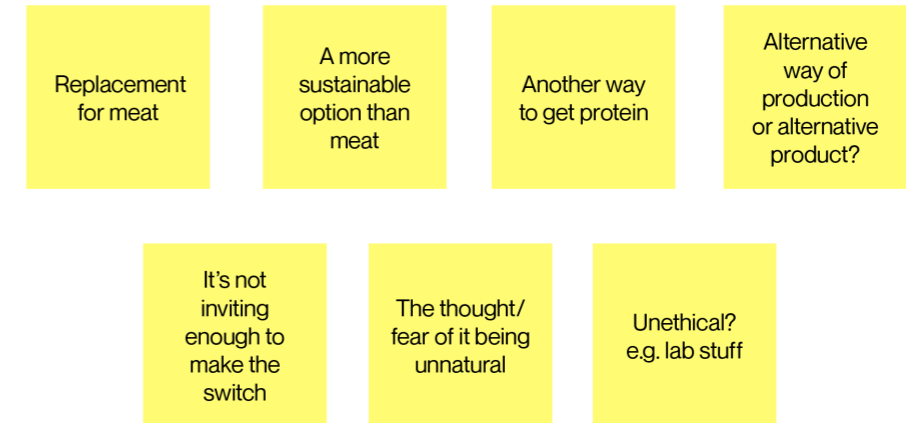 Replacement
for meat
A more
sustainable
option than
meat
Another way
to get protein
Alternative
way of
production
or alternative
product?
It's not
inviting
enough to
make the
switch
The thought/
fear of it being
unnatural
Unethical?
e.g. lab stuff